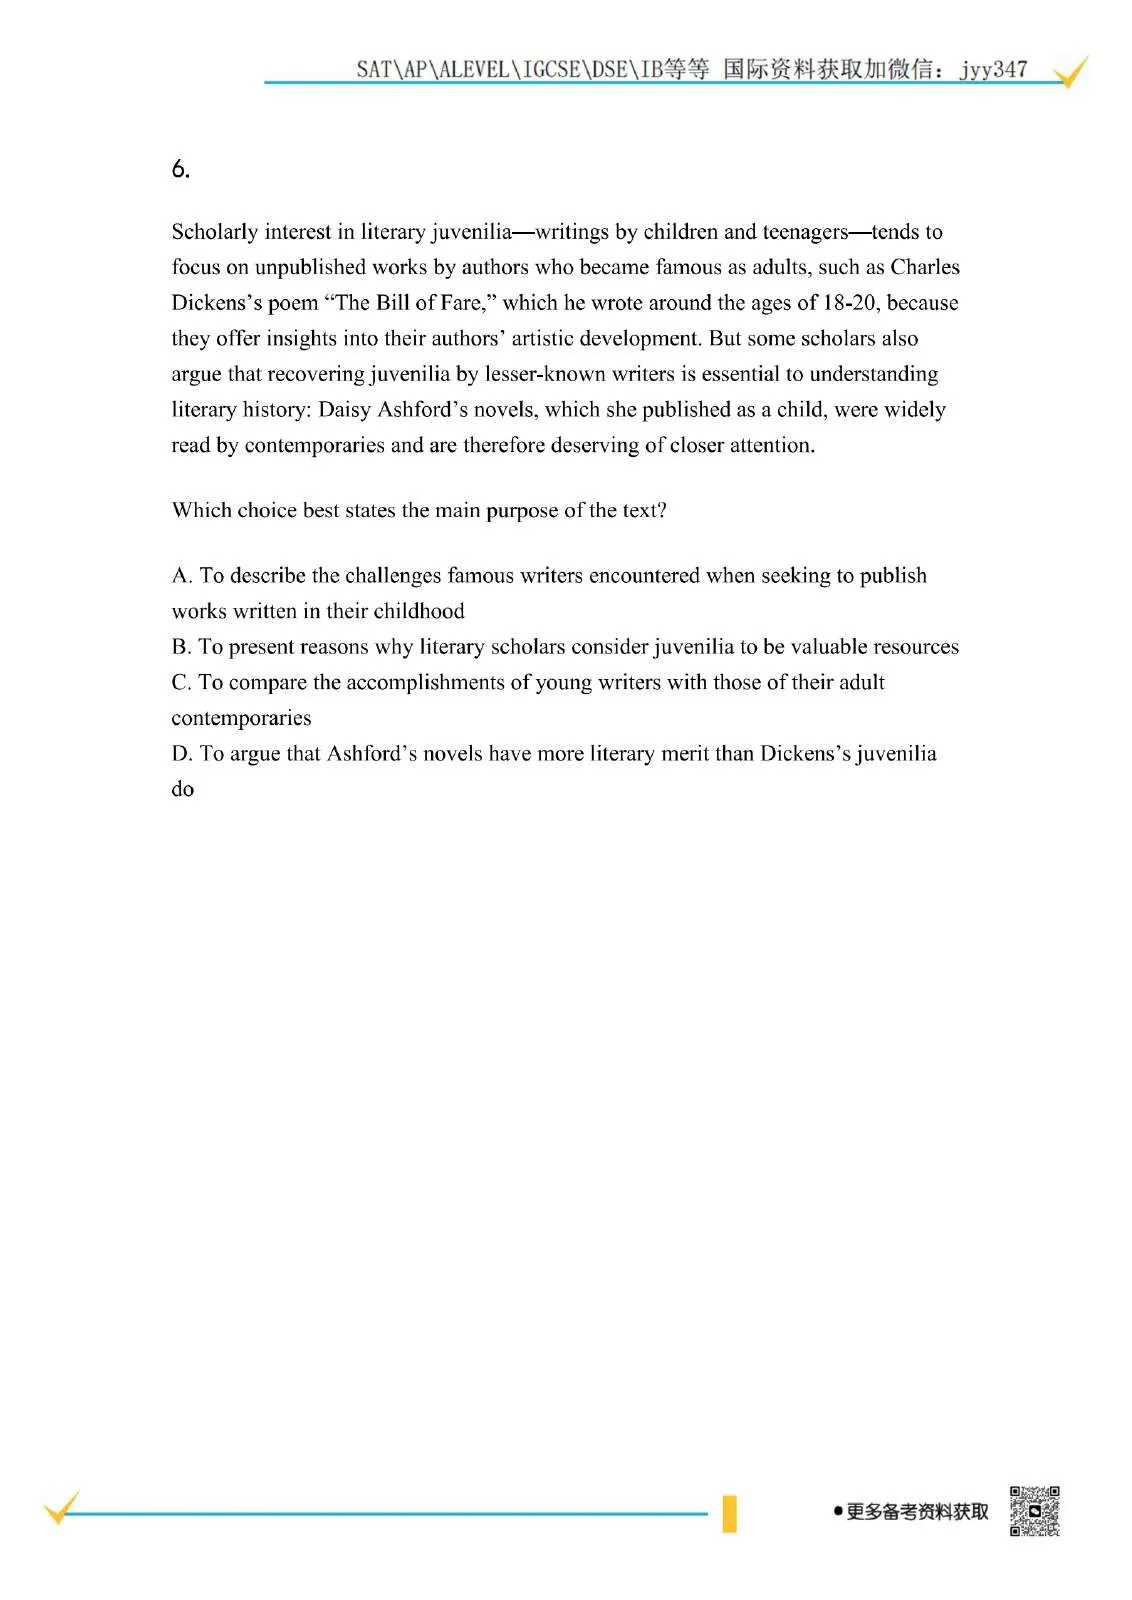 SAT\AP\ALEVEL\IGCSE\DSE\IB等等 国际资料获取加微信：jyy347
6.
Scholarly interest in literary juvenilia—writings by children and teenagers—tends to
focus on unpublished works by authors who became famous as adults, such as Charles
Dickens’s poem “The Bill of Fare,” which he wrote around the ages of 18-20, because
they offer insights into their authors’ artistic development. But some scholars also
argue that recovering juvenilia by lesser-known writers is essential to understanding
literary history: Daisy Ashford’s novels, which she published as a child, were widely
read by contemporaries and are therefore deserving of closer attention.
Which choice best states the main purpose of the text?
A. To describe the challenges famous writers encountered when seeking to publish
works written in their childhood
B. To present reasons why literary scholars consider juvenilia to be valuable resources
C. To compare the accomplishments of young writers with those of their adult
contemporaries
D. To argue that Ashford’s novels have more literary merit than Dickens’s juvenilia
do
•更多备考资料获取